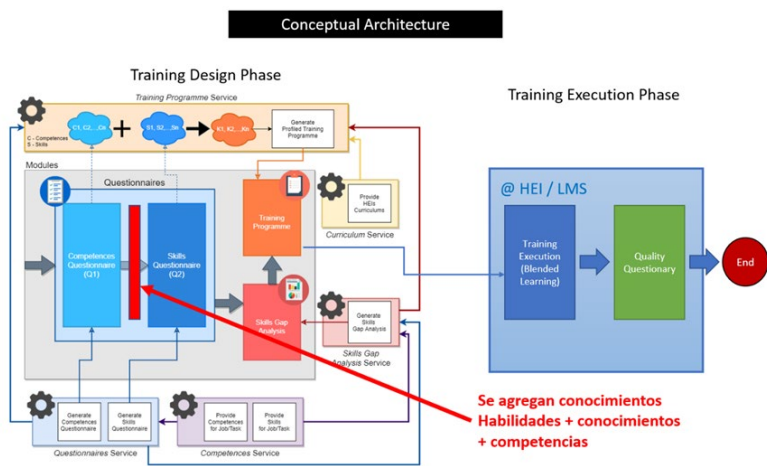 Conceptual Architecture
Training Design Phase
Training Programme Service
C1, C2,...,Cn
S1, S2,...,Sn
K1, K2,...,Kn
Generate
Profiled Training
Programme
C - Competences
S - Skills
Modules
Questionnaires
Competences
Questionnaire
(Q1)
Skills
Questionnaire
(Q2)
Training
Programme
Skills Gap
Analysis
Provide
HEIs
Curriculums
Curriculum Service
Generate
Skills
Gap Analysis
Skills Gap
Analysis Service
Generate
Competences
Questionnaire
Generate
Skills
Questionnaire
Questionnaires Service
Provide
Competences
for Job/Task
Provide
Skills
for Job/Task
Competences Service
Training Execution Phase
@ HEI / LMS
Training
Execution
(Blended
Learning)
Quality
Questionary
End
Se agregan conocimientos
Habilidades + conocimientos
+ competencias